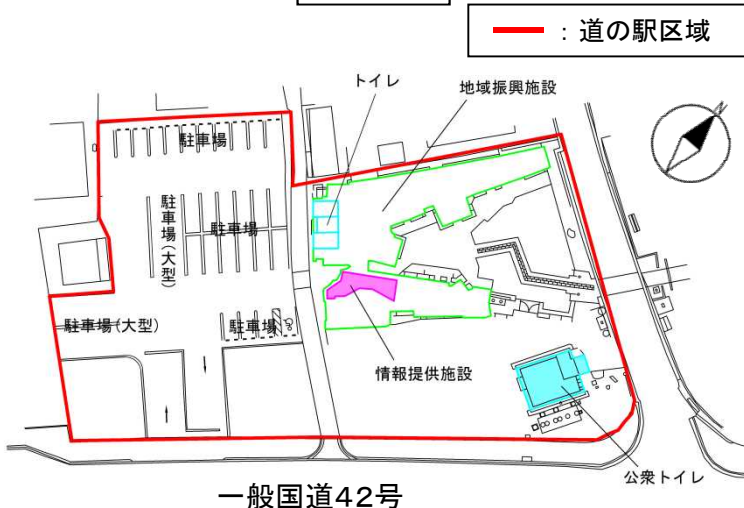 ：道の駅区域
トイレ
地域振興施設
N
駐車場
駐車場(大型)
駐車場
駐車場(大型)
駐車場
情報提供施設
公衆トイレ
一般国道42号